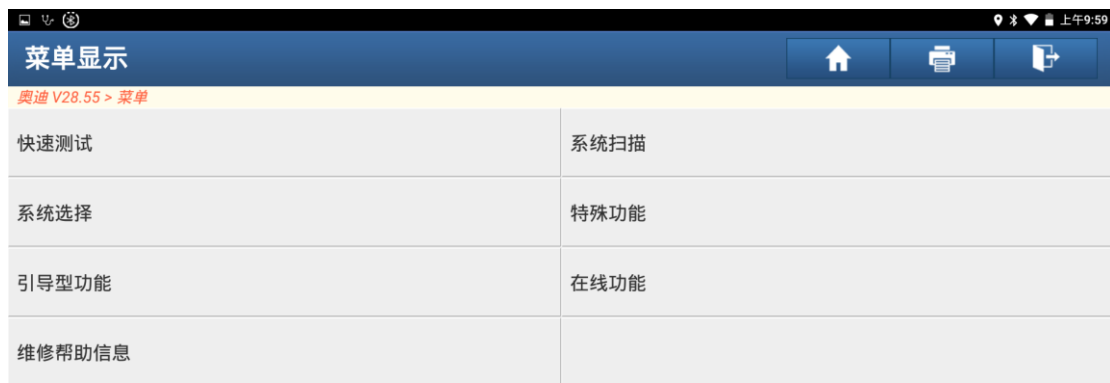 上午9:59
菜单显示
奥迪 V28.55 > 菜单
快速测试
系统扫描
系统选择
特殊功能
引导型功能
在线功能
维修帮助信息